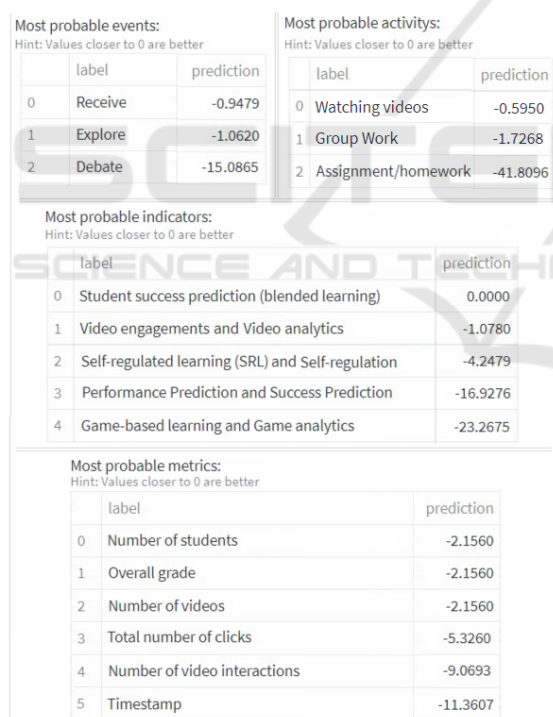 Most probable events:
Hint: Values closer to 0 are better
label prediction
0 Receive -0.9479
1 Explore -1.0620
2 Debate -15.0865
Most probable activitys:
Hint: Values closer to 0 are better
label prediction
0 Watching videos -0.5950
1 Group Work -1.7268
2 Assignment/homework -41.8096
Most probable indicators:
Hint: Values closer to 0 are better
label prediction
0 Student success prediction (blended learning) 0.0000
1 Video engagements and Video analytics -1.0780
2 Self-regulated learning (SRL) and Self-regulation -4.2479
3 Performance Prediction and Success Prediction -16.9276
4 Game-based learning and Game analytics -23.2675
Most probable metrics:
Hint: Values closer to 0 are better
label prediction
0 Number of students -2.1560
1 Overall grade -2.1560
2 Number of videos -2.1560
3 Total number of clicks -5.3260
4 Number of video interactions -9.0693
5 Timestamp -11.3607
SCIENCE AND